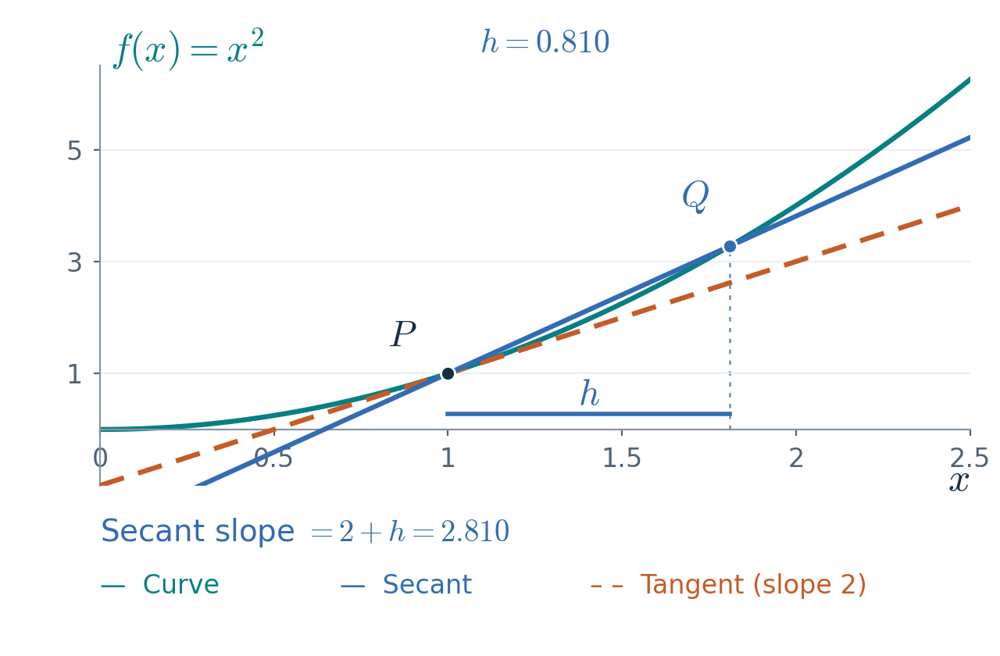 f(x) = x²
h = 0.810
5
Q
3
P
1
h
0 0.5 1 1.5 2 2.5
x
Secant slope = 2 + h = 2.810
— Curve — Secant – – Tangent (slope 2)